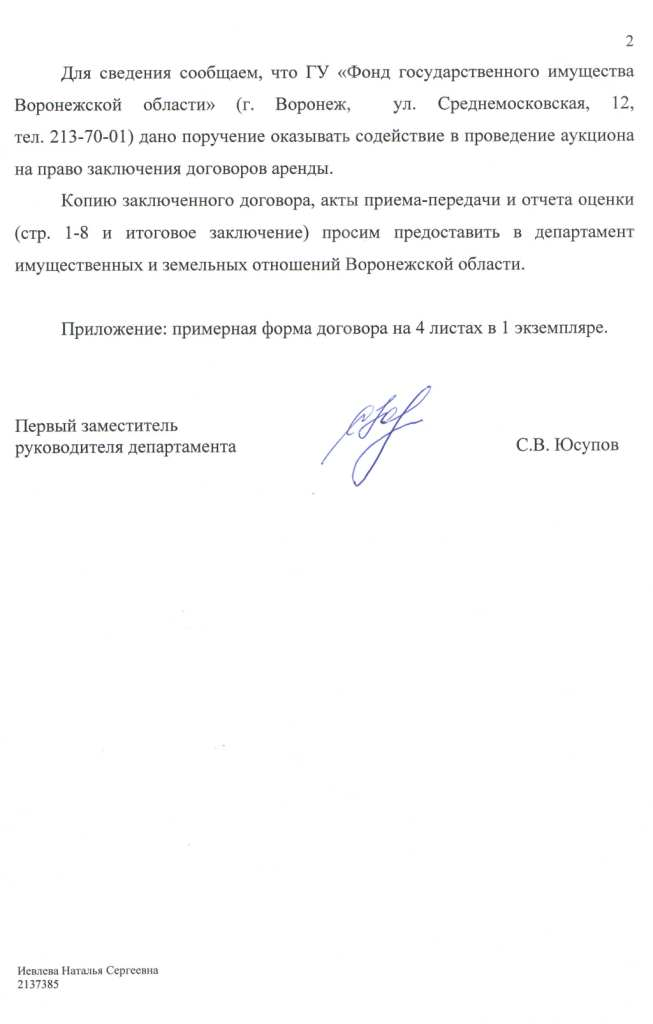 2
Для сведения сообщаем, что ГУ «Фонд государственного имущества
Воронежской области» (г. Воронеж, ул. Среднемосковская, 12,
тел. 213-70-01) дано поручение оказывать содействие в проведение аукциона
на право заключения договоров аренды.
Копию заключенного договора, акты приема-передачи и отчета оценки
(стр. 1-8 и итоговое заключение) просим предоставить в департамент
имущественных и земельных отношений Воронежской области.
Приложение: примерная форма договора на 4 листах в 1 экземпляре.
Первый заместитель
руководителя департамента
С.В. Юсупов
Иевлева Наталья Сергеевна
2137385